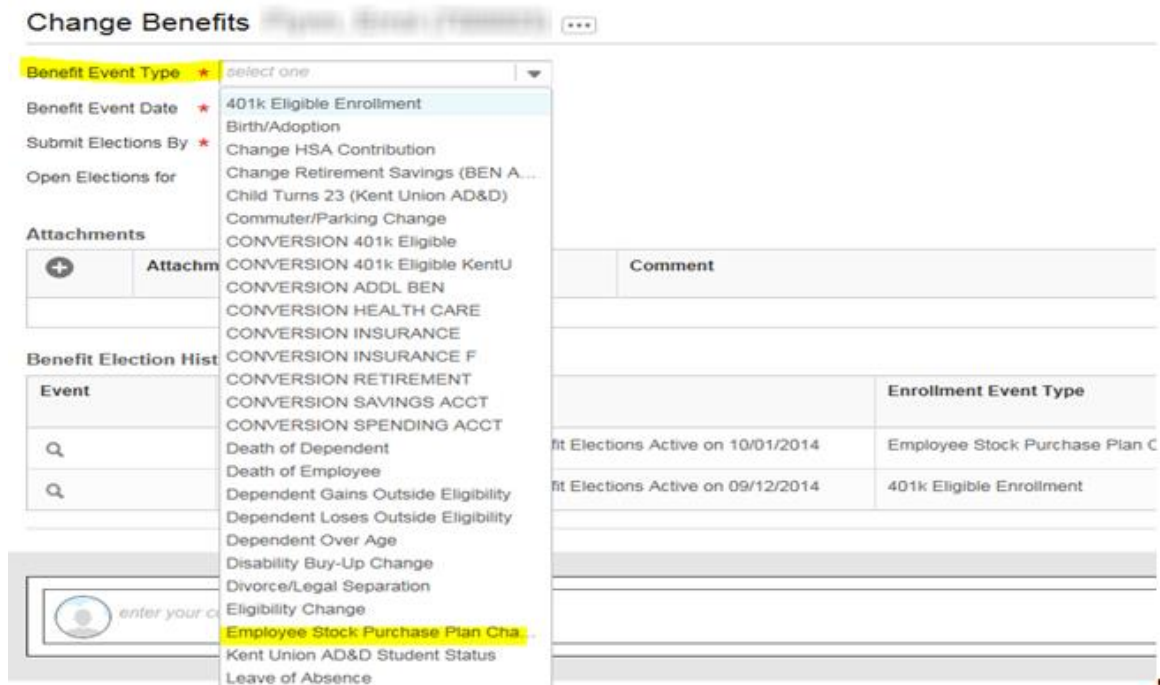 Change Benefits
Benefit Event Type * select one
Benefit Event Date *
Submit Elections By *
Open Elections for
401k Eligible Enrollment
Birth/Adoption
Change HSA Contribution
Change Retirement Savings (BEN A...
Child Turns 23 (Kent Union AD&D)
Commuter/Parking Change
CONVERSION 401k Eligible
CONVERSION 401k Eligible KentU
CONVERSION ADDL BEN
CONVERSION HEALTH CARE
CONVERSION INSURANCE
CONVERSION INSURANCE F
CONVERSION RETIREMENT
CONVERSION SAVINGS ACCT
CONVERSION SPENDING ACCT
Death of Dependent
Death of Employee
Dependent Gains Outside Eligibility
Dependent Loses Outside Eligibility
Dependent Over Age
Disability Buy-Up Change
Divorce/Legal Separation
Eligibility Change
Employee Stock Purchase Plan Cha...
Kent Union AD&D Student Status
Leave of Absence
Attachments
Attachm
Comment
Benefit Election Hist
Event
Enrollment Event Type
fit Elections Active on 10/01/2014 Employee Stock Purchase Plan C
fit Elections Active on 09/12/2014 401k Eligible Enrollment
enter your c